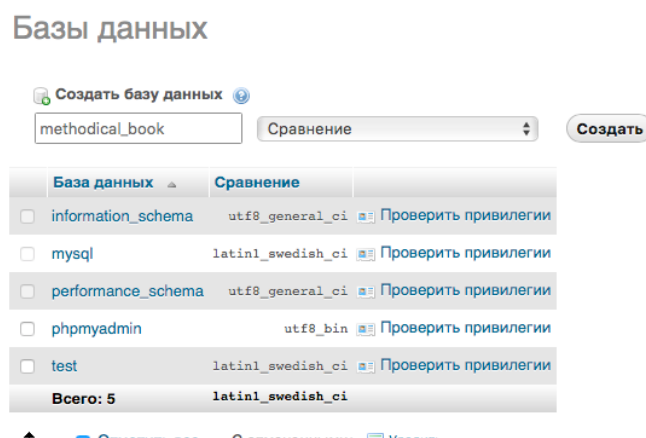 Базы данных
Создать базу данных
methodical_book Сравнение Создать
База данных Сравнение
information_schema utf8_general_ci Проверить привилегии
mysql latin1_swedish_ci Проверить привилегии
performance_schema utf8_general_ci Проверить привилегии
phpmyadmin utf8_bin Проверить привилегии
test latin1_swedish_ci Проверить привилегии
Всего: 5 latin1_swedish_ci